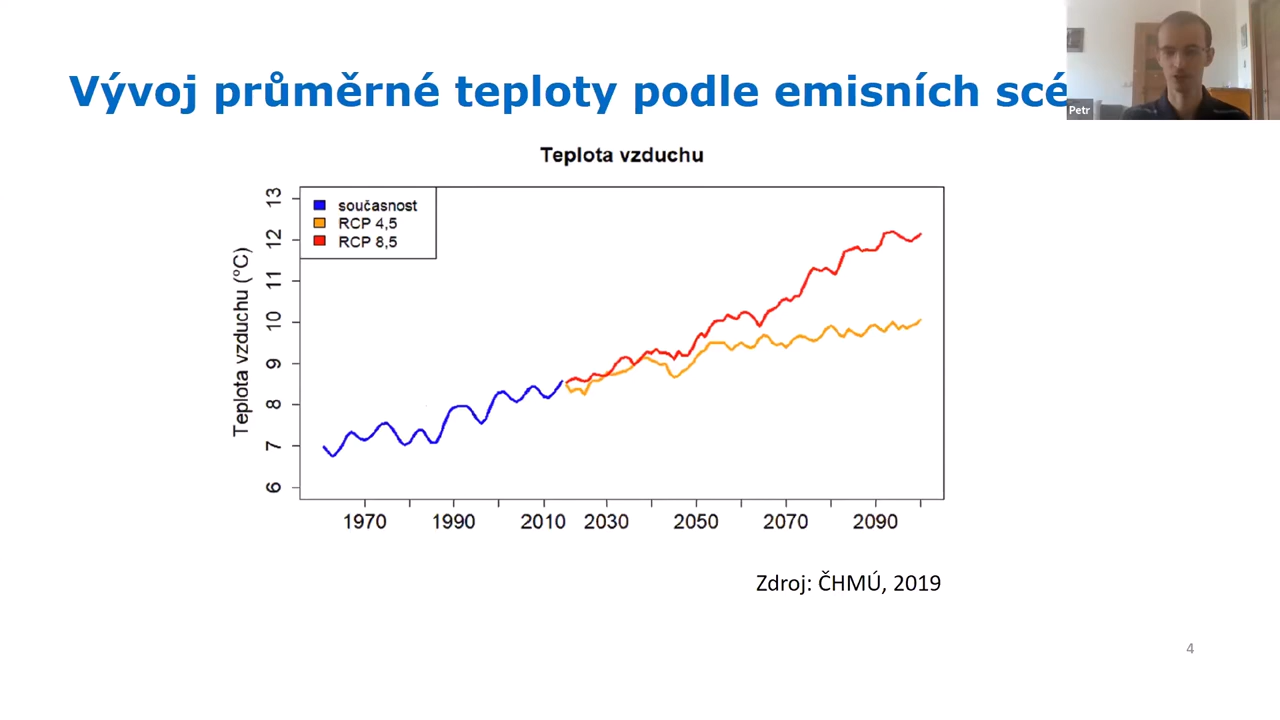 Vývoj průměrné teploty podle emisních scé
Petr
Teplota vzduchu
současnost
RCP 4,5
RCP 8,5
Teplota vzduchu (°C)
13
12
11
10
9
8
7
6
1970 1990 2010 2030 2050 2070 2090
Zdroj: ČHMÚ, 2019
4